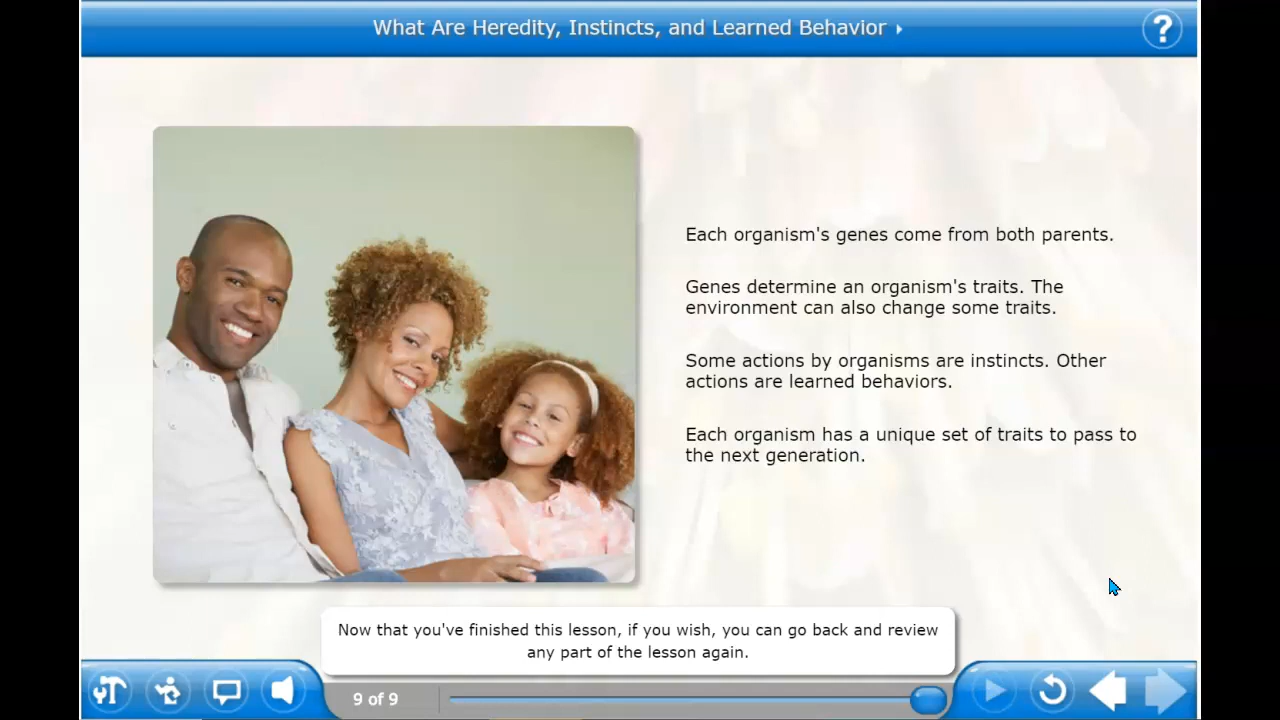 What Are Heredity, Instincts, and Learned Behavior
?
Each organism's genes come from both parents.
Genes determine an organism's traits. The
environment can also change some traits.
Some actions by organisms are instincts. Other
actions are learned behaviors.
Each organism has a unique set of traits to pass to
the next generation.
Now that you've finished this lesson, if you wish, you can go back and review
any part of the lesson again.
9 of 9